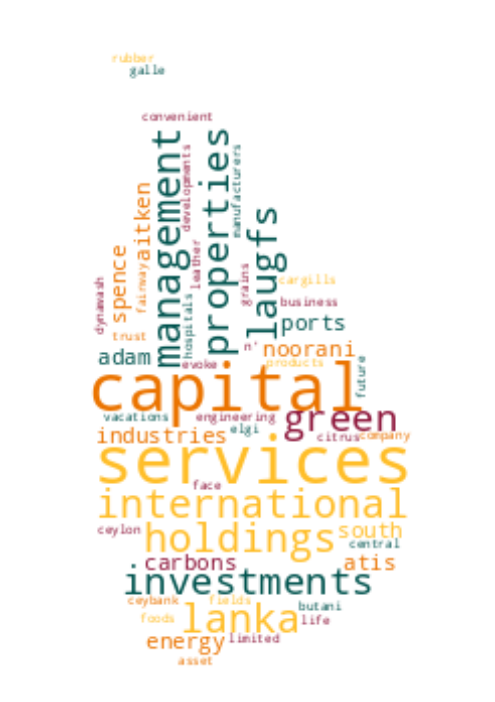 rubber
galle
convenient
management
properties
developments
manufacturers
aitken
laugfs
spence
fairway
leather
hospitals
grains
dynawash
cargills
business
ports
trust
adam
n'
noorani
evoke
products
future
capital
vacations
engineering
green
elgi
industries
citrus
company
services
face
international
ceylon
holdings
south
central
carbons
atis
investments
ceybank
fields
butani
foods
lanka
life
energy
limited
asset